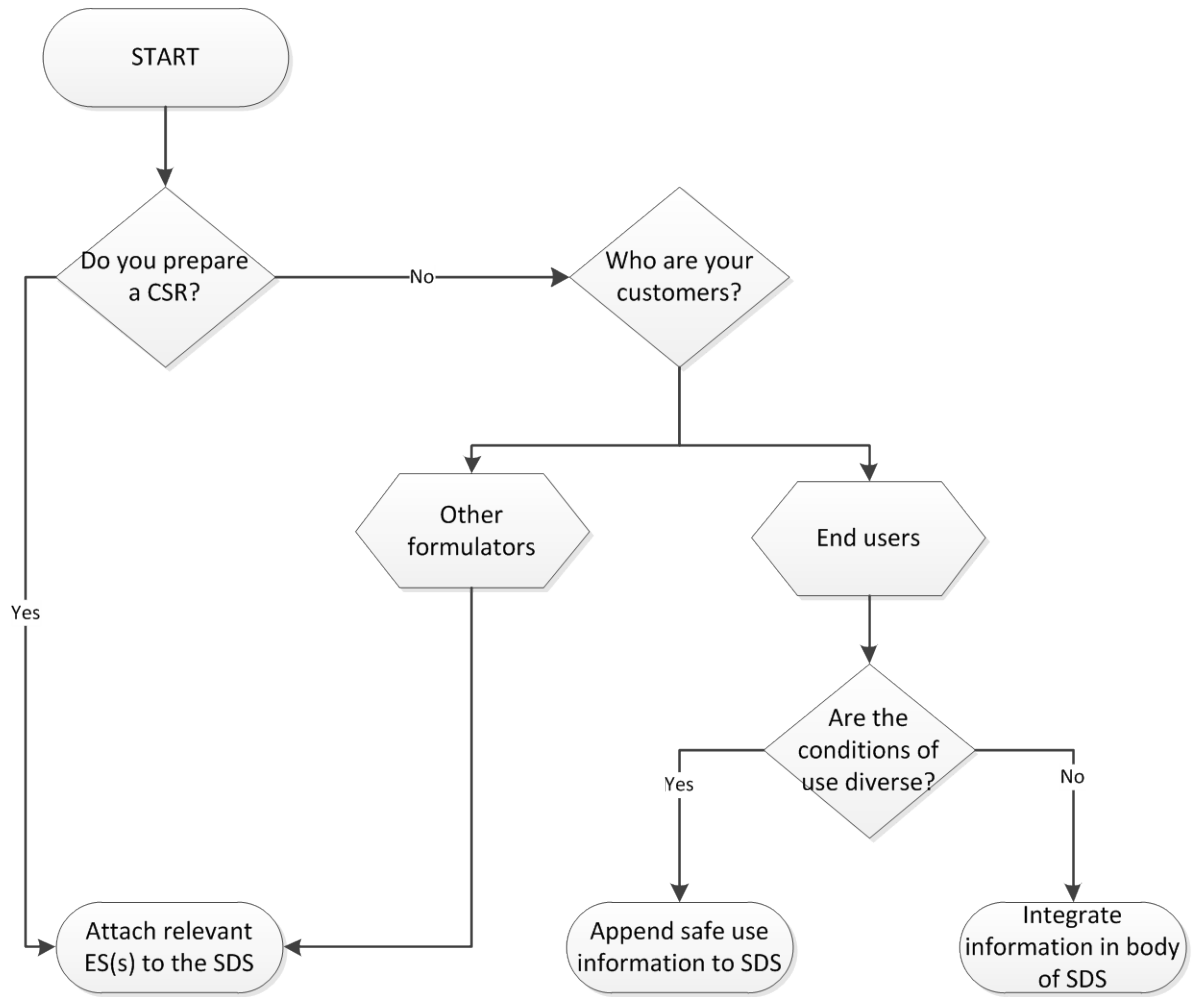 START
Do you prepare
a CSR?
No
Who are your
customers?
Other
formulators
End users
Yes
Are the
conditions of
use diverse?
Yes
No
Attach relevant
ES(s) to the SDS
Append safe use
information to SDS
Integrate
information in body
of SDS